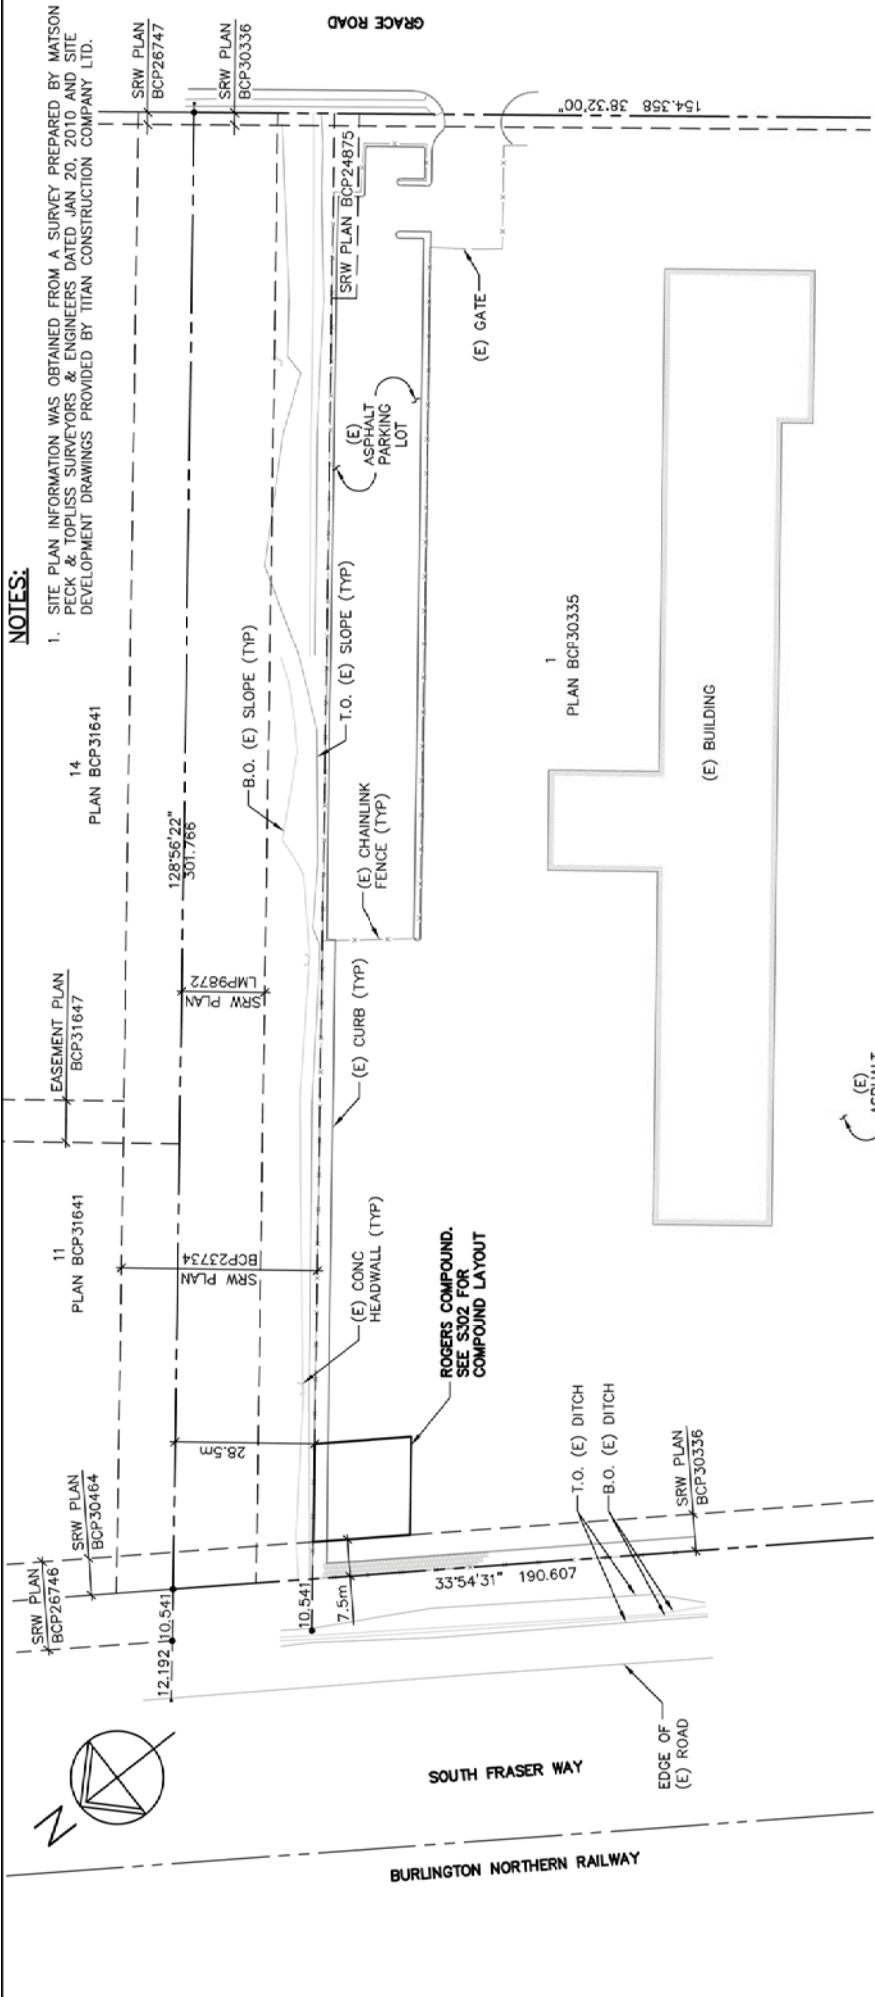 NOTES:
1. SITE PLAN INFORMATION WAS OBTAINED FROM A SURVEY PREPARED BY MATSON
PECK & TOPLISS SURVEYORS & ENGINEERS DATED JAN 20, 2010 AND SITE
DEVELOPMENT DRAWINGS PROVIDED BY TITAN CONSTRUCTION COMPANY LTD.
GRACE ROAD
SRW PLAN
BCP26747
SRW PLAN
BCP30336
154.358 38°32'00"
SRW PLAN BCP24875
(E) GATE
(E)
ASPHALT
PARKING
LOT
14
PLAN BCP31641
128°56'22"
301.766
B.O. (E) SLOPE (TYP)
T.O. (E) SLOPE (TYP)
1
PLAN BCP30335
(E) BUILDING
(E) CHAINLINK
FENCE (TYP)
EASEMENT PLAN
BCP31647
SRW PLAN
LMP9872
(E) CURB (TYP)
(E)
ASPHALT
11
PLAN BCP31641
SRW PLAN
BCP23734
(E) CONC
HEADWALL (TYP)
ROGERS COMPOUND.
SEE S302 FOR
COMPOUND LAYOUT
28.5m
SRW PLAN
BCP30464
SRW PLAN
BCP26746
12.192
10.541
10.541
7.5m
33°54'31" 190.607
T.O. (E) DITCH
B.O. (E) DITCH
SRW PLAN
BCP30336
EDGE OF
(E) ROAD
N
SOUTH FRASER WAY
BURLINGTON NORTHERN RAILWAY